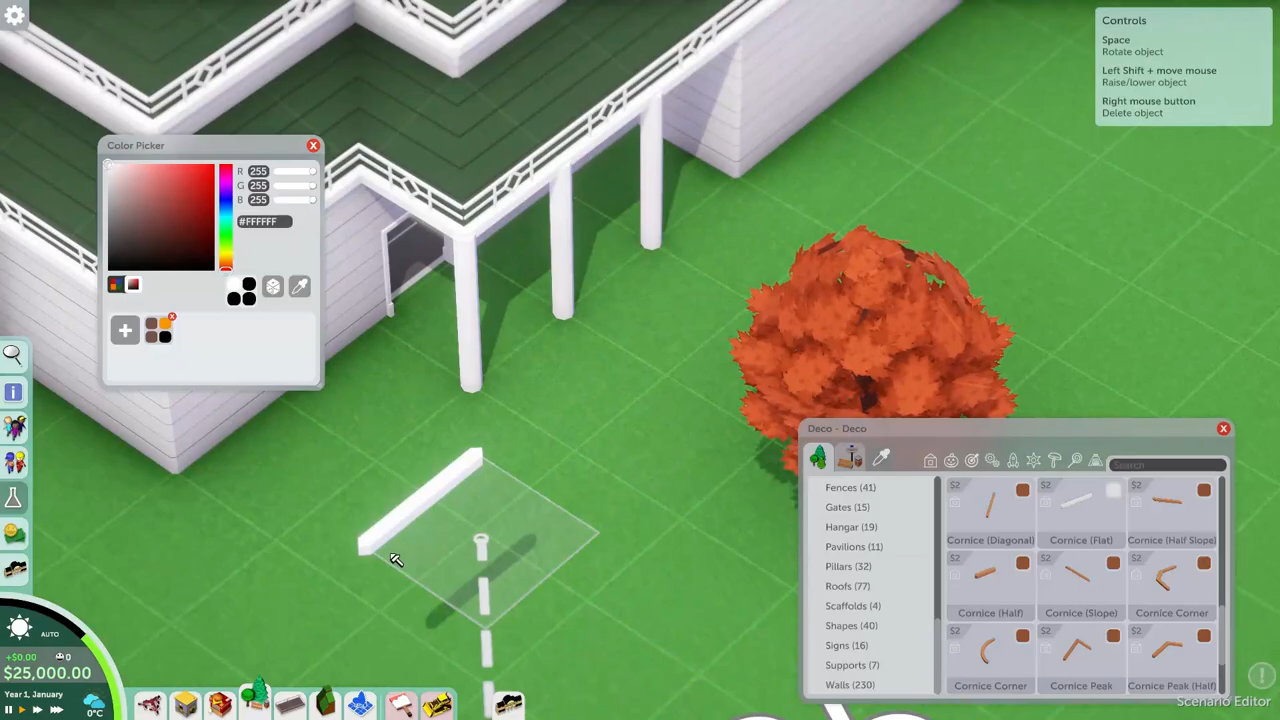 Controls
Space
Rotate object
Left Shift + move mouse
Raise/lower object
Right mouse button
Delete object
Color Picker
R 255
G 255
B 255
#FFFFFF
Deco - Deco
Search
Fences (41)
Gates (15)
Hangar (19)
Pavilions (11)
Pillars (32)
Roofs (77)
Scaffolds (4)
Shapes (40)
Signs (16)
Supports (7)
Walls (230)
$2 $2 $2
Cornice (Diagonal) Cornice (Flat) Cornice (Half Slope)
$2 $2 $2
Cornice (Half) Cornice (Slope) Cornice Corner
$2 $2 $2
Cornice Corner Cornice Peak Cornice Peak (Half)
AUTO
+$0.00 0
$25,000.00
Year 1, January
0°C
Scenario Editor